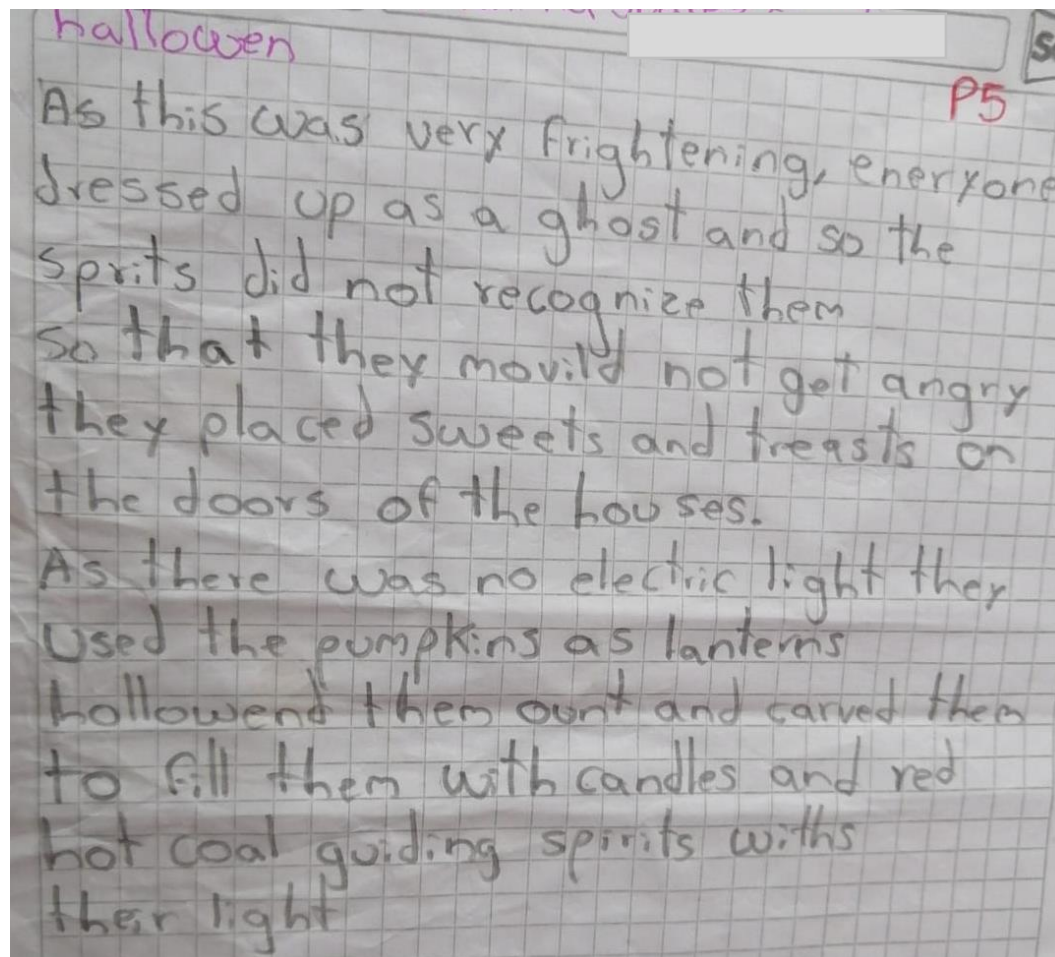 hallowen
P5
As this was very frightening, eneryone
dressed up as a ghost and so the
sprits did not recognize them
so that they movild not get angry
they placed sweets and treasts on
the doors of the houses.
As there was no electric light they
used the pumpkins as lanterns
hollowend them ount and carved them
to fill them with candles and red
hot coal guiding spirits withs
their light